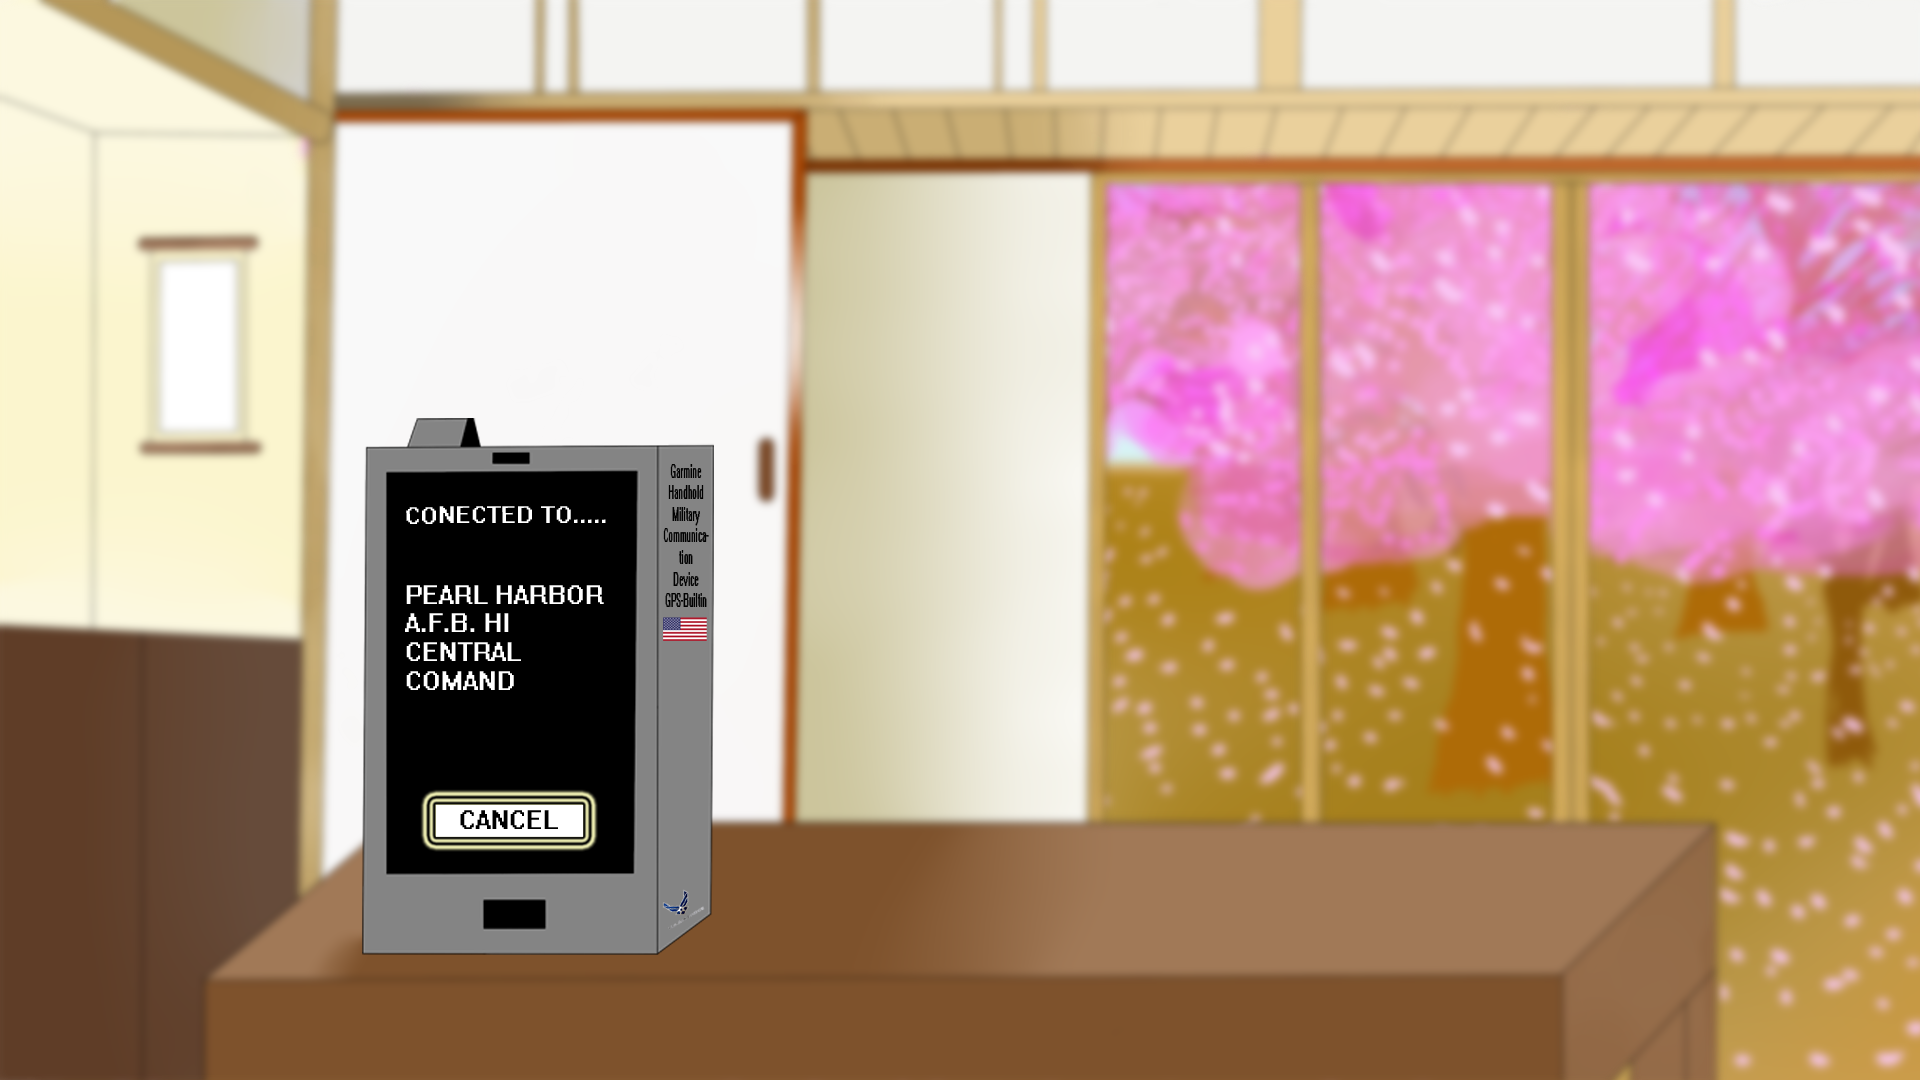 CONECTED TO.....
PEARL HARBOR
A.F.B. HI
CENTRAL
COMAND
CANCEL
Garmine
Handhold
Military
Communica-
tion
Device
GPS-Builtin